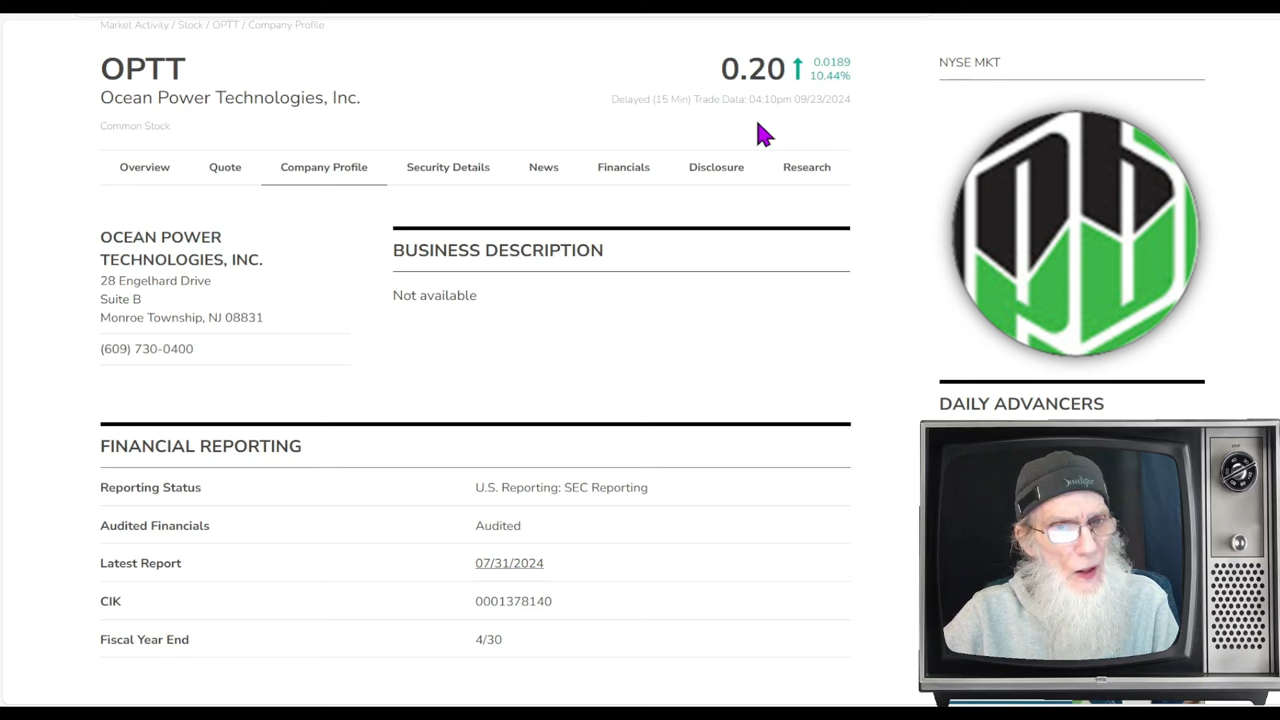 Market Activity / Stock / OPTT / Company Profile
OPTT
Ocean Power Technologies, Inc.
Common Stock
0.20
0.0189
10.44%
Delayed (15 Min) Trade Data: 04:10pm 09/23/2024
NYSE MKT
Overview Quote Company Profile Security Details News Financials Disclosure Research
OCEAN POWER
TECHNOLOGIES, INC.
28 Engelhard Drive
Suite B
Monroe Township, NJ 08831
(609) 730-0400
BUSINESS DESCRIPTION
Not available
FINANCIAL REPORTING
Reporting Status U.S. Reporting: SEC Reporting
Audited Financials Audited
Latest Report 07/31/2024
CIK 0001378140
Fiscal Year End 4/30
DAILY ADVANCERS